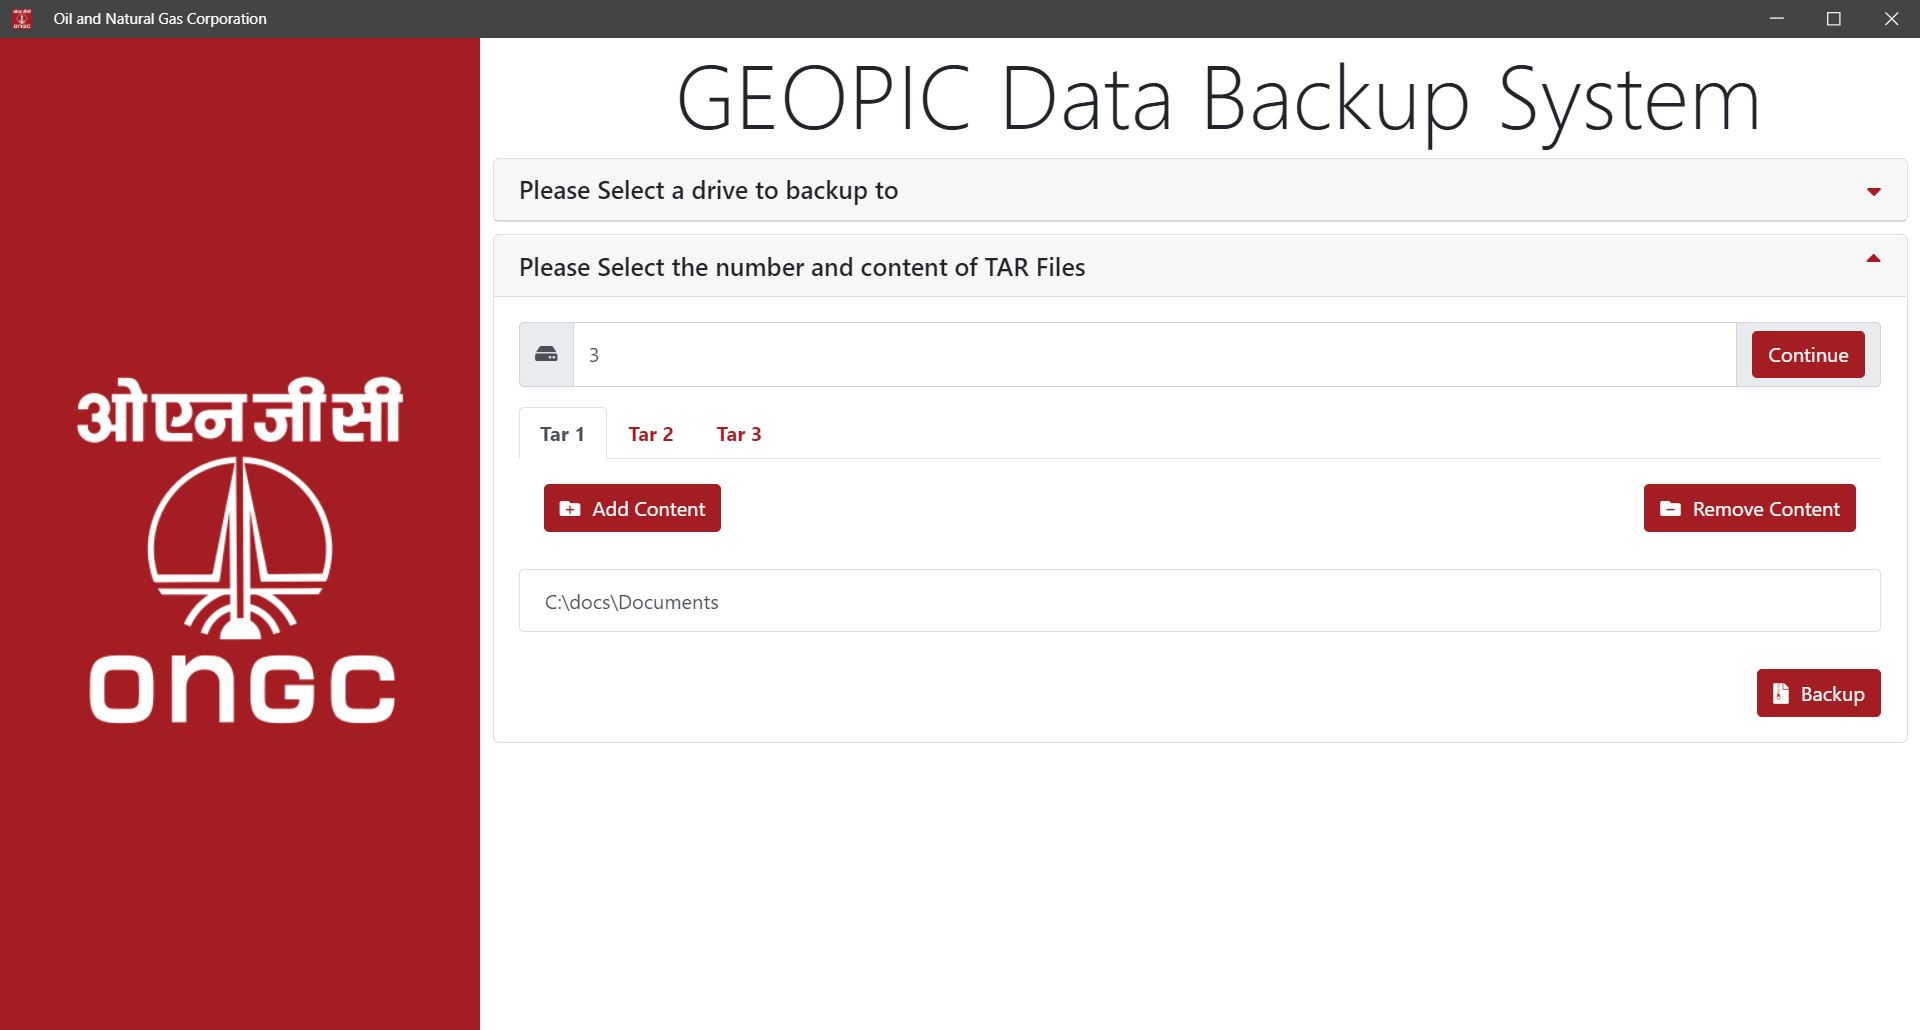 Oil and Natural Gas Corporation
ओएनजीसी
ONGC
GEOPIC Data Backup System
Please Select a drive to backup to
Please Select the number and content of TAR Files
3
Continue
Tar 1
Tar 2
Tar 3
Add Content
Remove Content
C:\docs\Documents
Backup